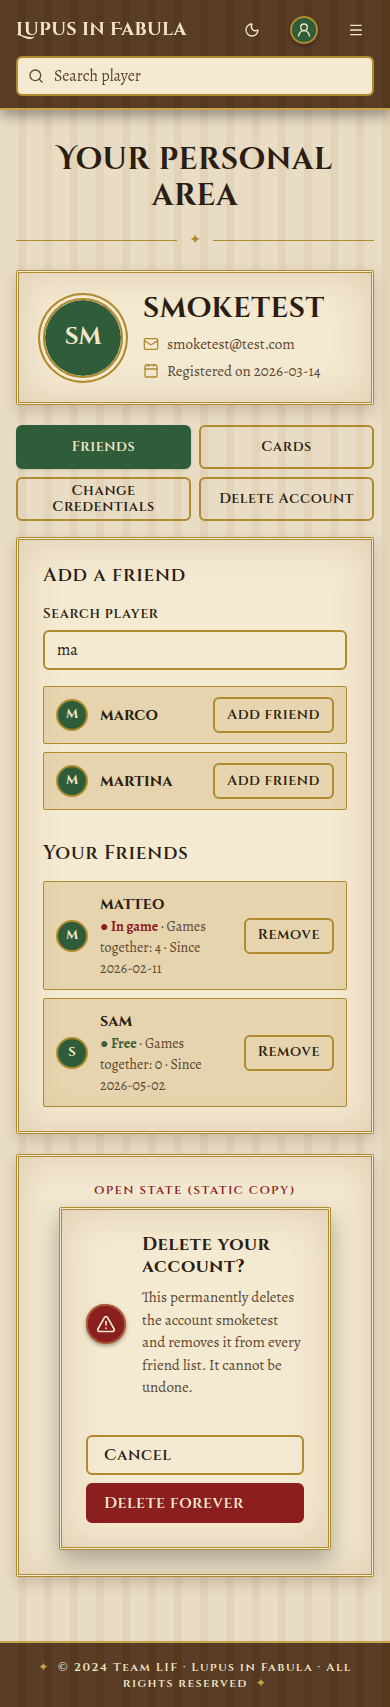 Lupus in Fabula
Search player
Your personal
area
SM
smoketest
smoketest@test.com
Registered on 2026-03-14
Friends
Cards
Change
Credentials
Delete Account
Add a friend
Search player
ma
M
marco
Add friend
M
martina
Add friend
Your Friends
M
matteo
● In game · Games
together: 4 · Since
2026-02-11
Remove
S
sam
● Free · Games
together: 0 · Since
2026-05-02
Remove
OPEN STATE (STATIC COPY)
Delete your
account?
This permanently deletes
the account smoketest
and removes it from every
friend list. It cannot be
undone.
Cancel
Delete forever
✦ © 2024 Team LIF · Lupus in Fabula · All
rights reserved ✦